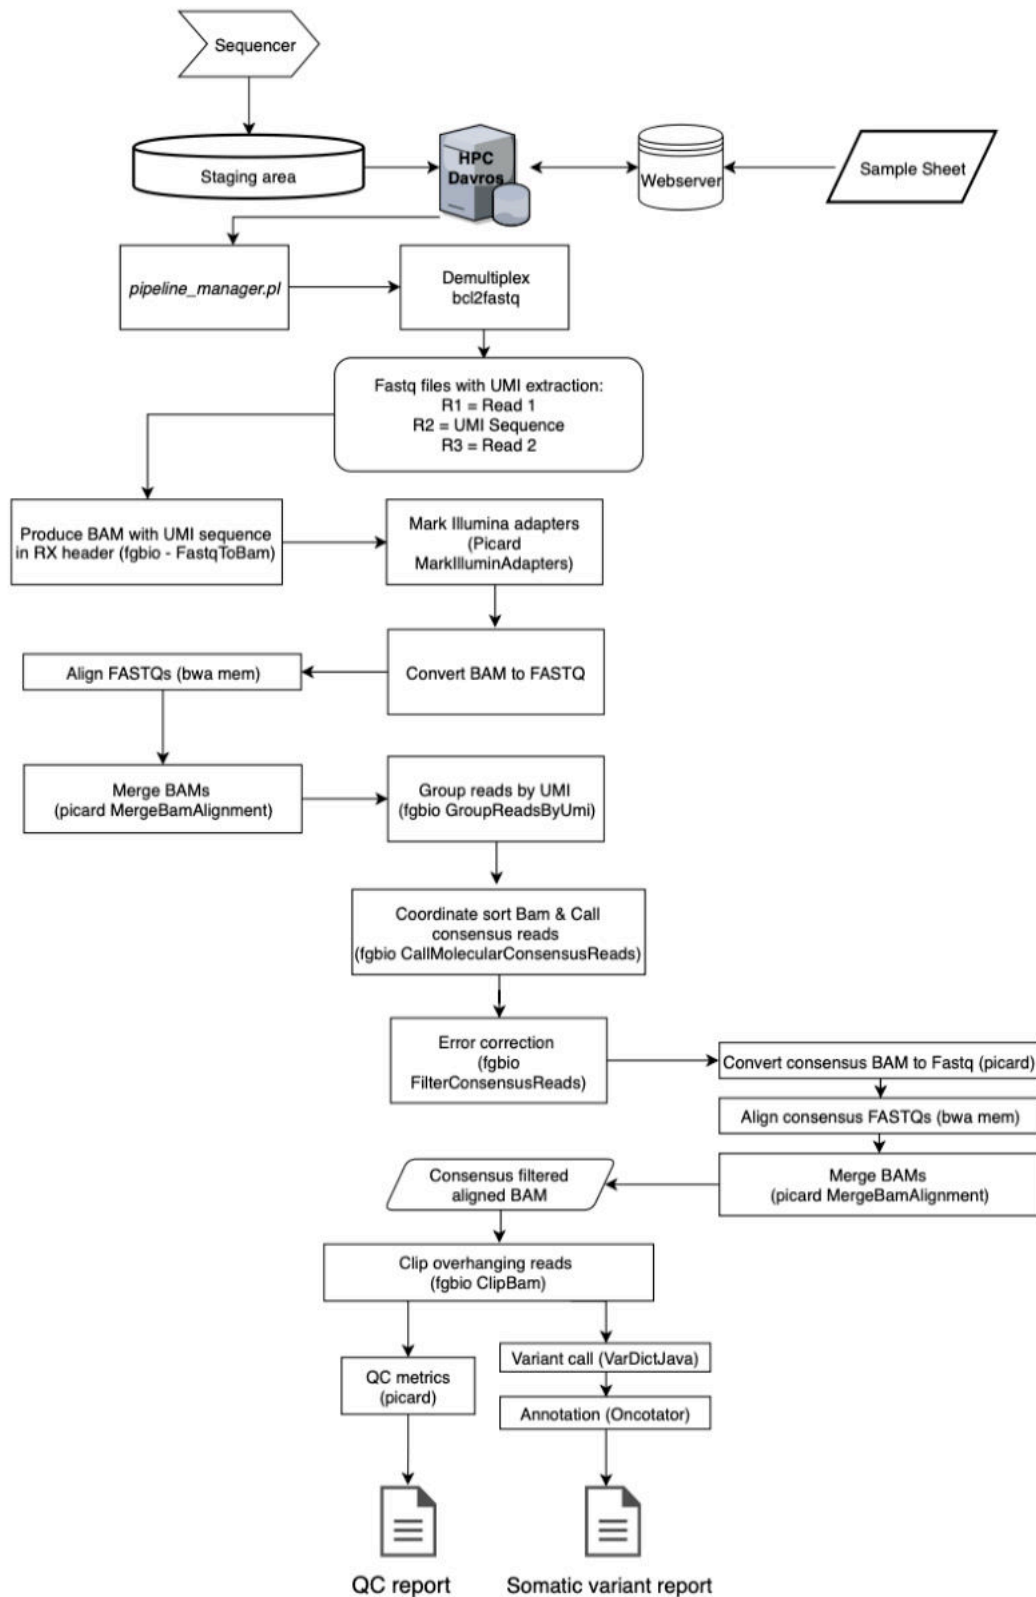 Sequencer
Staging area
HPC
Davros
Webserver
Sample Sheet
pipeline_manager.pl
Demultiplex
bcl2fastq
Fastq files with UMI extraction:
R1 = Read 1
R2 = UMI Sequence
R3 = Read 2
Produce BAM with UMI sequence
in RX header (fgbio - FastqToBam)
Mark Illumina adapters
(Picard
MarkIlluminAdapters)
Convert BAM to FASTQ
Align FASTQs (bwa mem)
Merge BAMs
(picard MergeBamAlignment)
Group reads by UMI
(fgbio GroupReadsByUmi)
Coordinate sort Bam & Call
consensus reads
(fgbio CallMolecularConsensusReads)
Error correction
(fgbio
FilterConsensusReads)
Convert consensus BAM to Fastq (picard)
Align consensus FASTQs (bwa mem)
Merge BAMs
(picard MergeBamAlignment)
Consensus filtered
aligned BAM
Clip overhanging reads
(fgbio ClipBam)
QC metrics
(picard)
Variant call (VarDictJava)
Annotation (Oncotator)
QC report
Somatic variant report